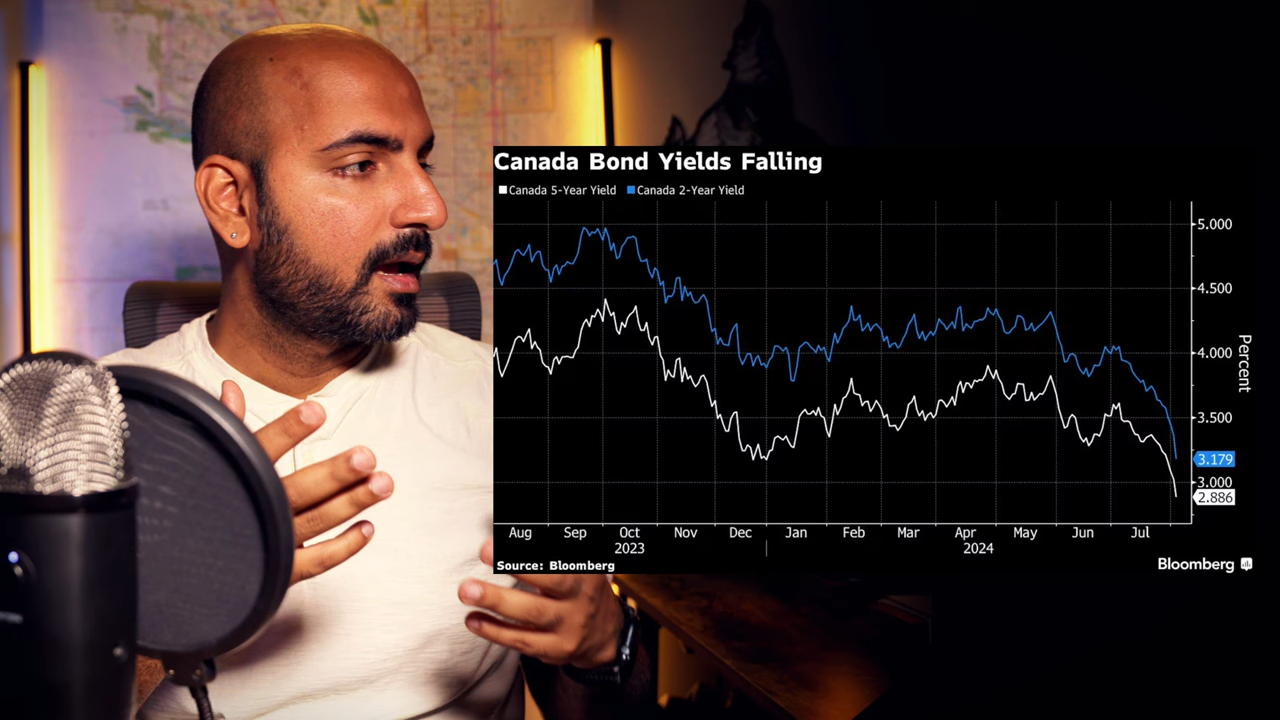 Canada Bond Yields Falling
Canada 5-Year Yield Canada 2-Year Yield
5.000
4.500
4.000
3.500
3.179
3.000
2.886
Percent
Aug Sep Oct Nov Dec Jan Feb Mar Apr May Jun Jul
2023 2024
Source: Bloomberg
Bloomberg